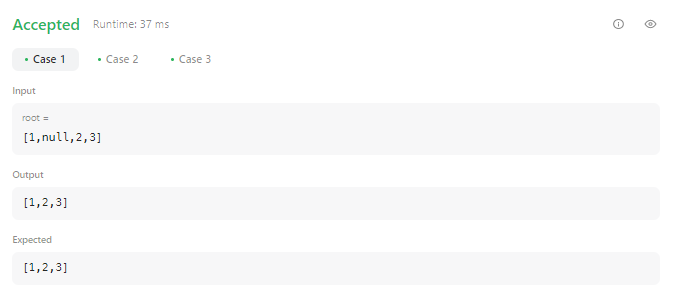 Accepted Runtime: 37 ms
• Case 1 • Case 2 • Case 3
Input
root =
[1,null,2,3]
Output
[1,2,3]
Expected
[1,2,3]